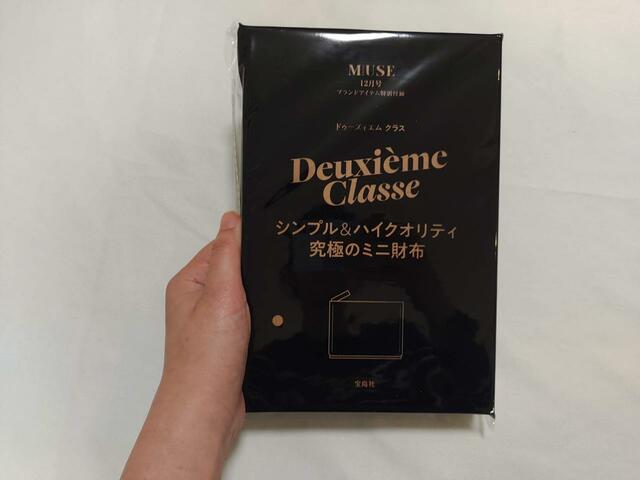 MUSE
12月号
ブランドアイテム特別付録
ドゥーズィエム クラス
Deuxième
Classe
シンプル&ハイクオリティ
究極のミニ財布
宝島社